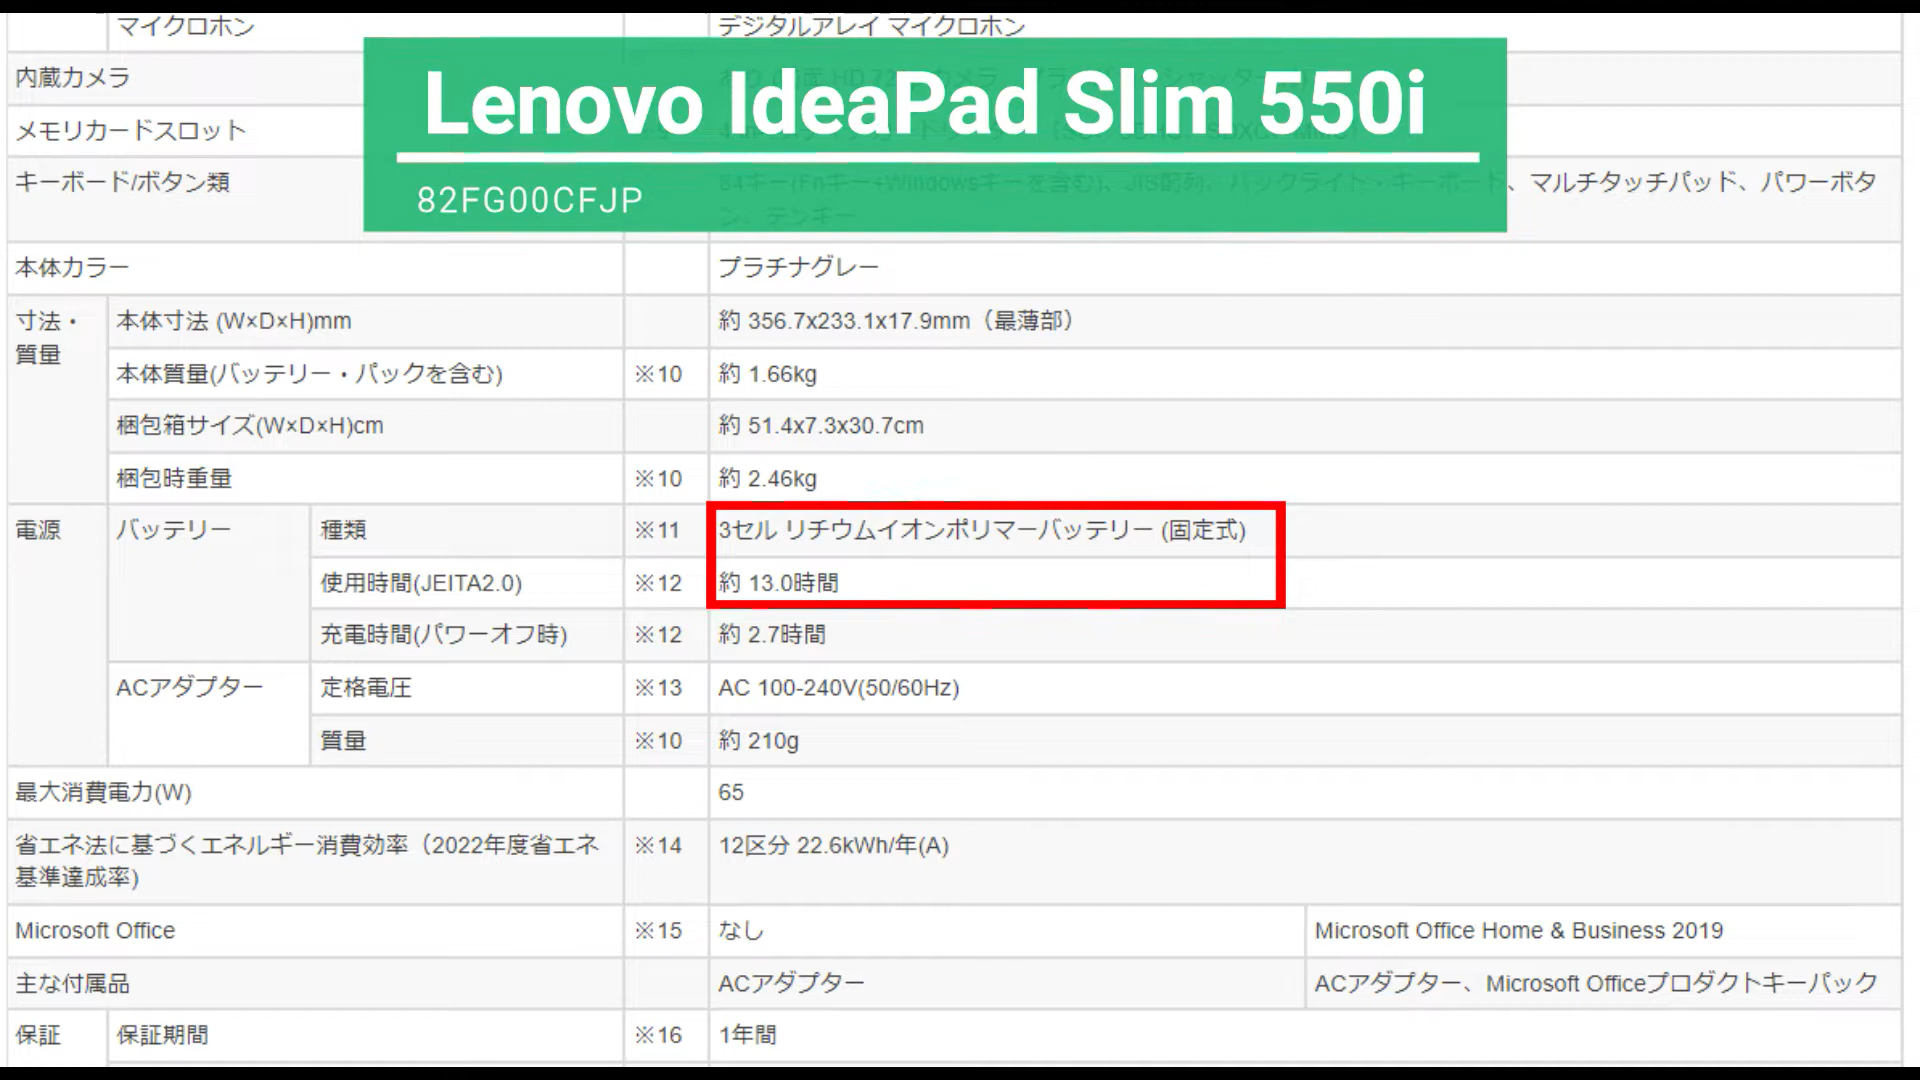 マイクロホン デジタルアレイ マイクロホン
Lenovo IdeaPad Slim 550i
82FG00CFJP
内蔵カメラ
メモリカードスロット
キーボード/ボタン類 、マルチタッチパッド、パワーボタ
ン、テンキー
本体カラー プラチナグレー
寸法・質量 本体寸法 (W×D×H)mm 約 356.7x233.1x17.9mm（最薄部）
本体質量(バッテリー・パックを含む) ※10 約 1.66kg
梱包箱サイズ(W×D×H)cm 約 51.4x7.3x30.7cm
梱包時重量 ※10 約 2.46kg
電源 バッテリー 種類 ※11 3セル リチウムイオンポリマーバッテリー (固定式)
使用時間(JEITA2.0) ※12 約 13.0時間
充電時間(パワーオフ時) ※12 約 2.7時間
ACアダプター 定格電圧 ※13 AC 100-240V(50/60Hz)
質量 ※10 約 210g
最大消費電力(W) 65
省エネ法に基づくエネルギー消費効率（2022年度省エネ ※14 12区分 22.6kWh/年(A)
基準達成率)
Microsoft Office ※15 なし Microsoft Office Home & Business 2019
主な付属品 ACアダプター ACアダプター、Microsoft Officeプロダクトキーパック
保証 保証期間 ※16 1年間